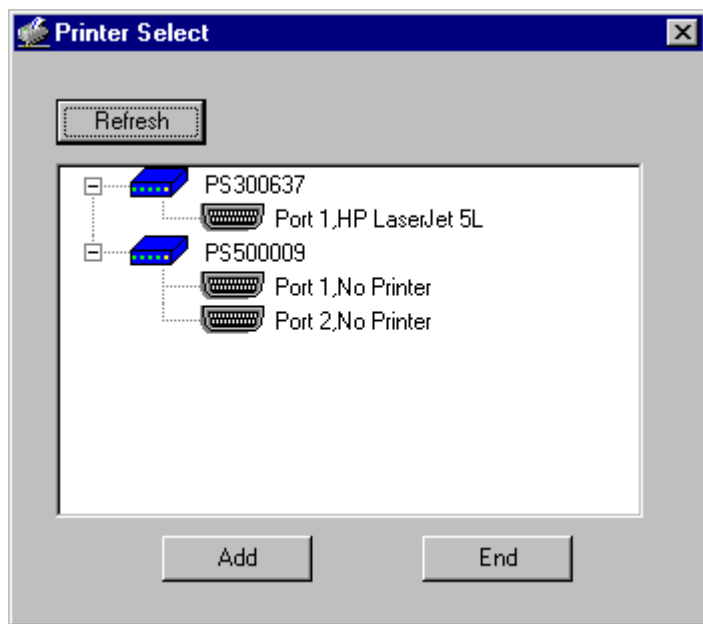 Printer Select
Refresh
PS300637
Port 1,HP LaserJet 5L
PS500009
Port 1,No Printer
Port 2,No Printer
Add
End